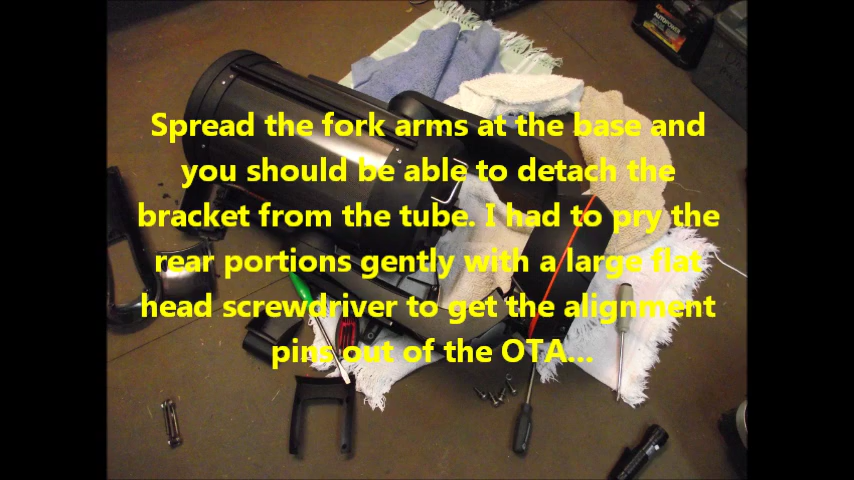 Spread the fork arms at the base and
you should be able to detach the
bracket from the tube. I had to pry the
rear portions gently with a large flat
head screwdriver to get the alignment
pins out of the OTA...